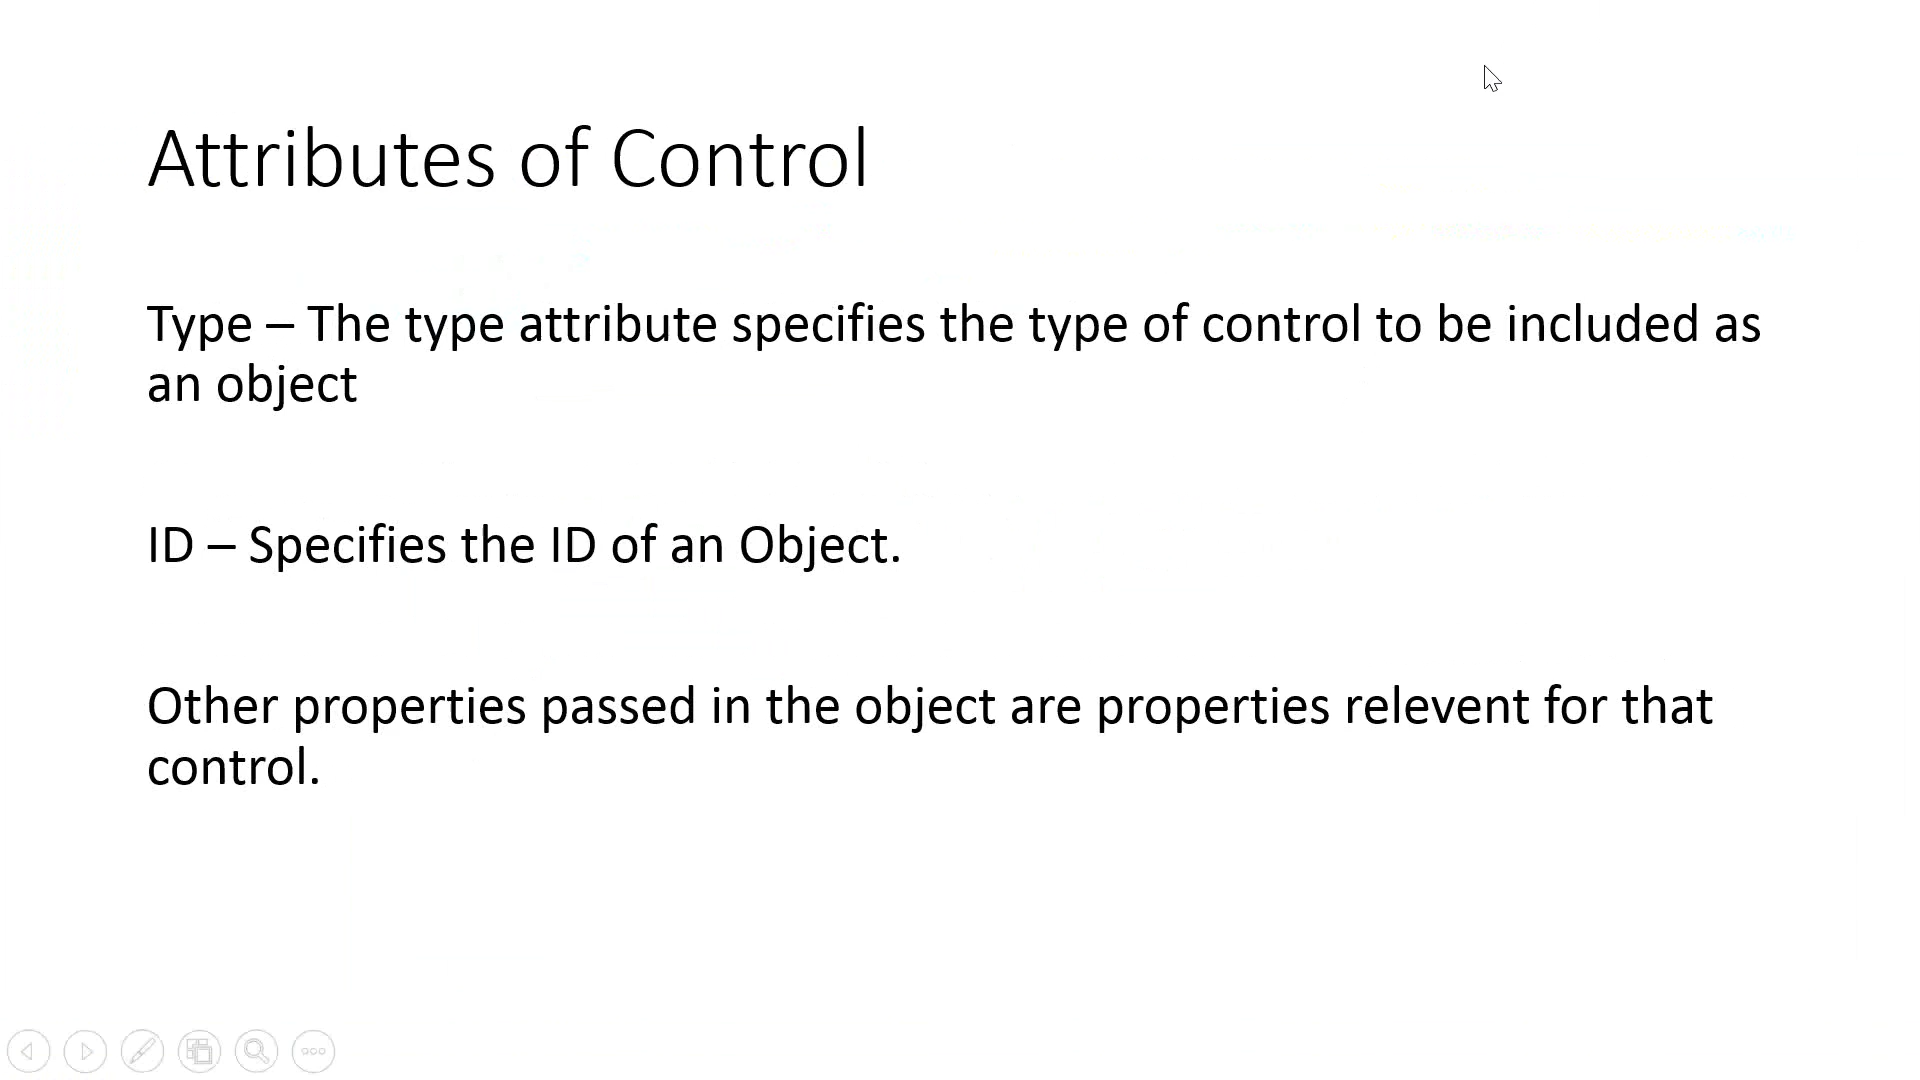 Attributes of Control
Type – The type attribute specifies the type of control to be included as
an object
ID – Specifies the ID of an Object.
Other properties passed in the object are properties relevent for that
control.